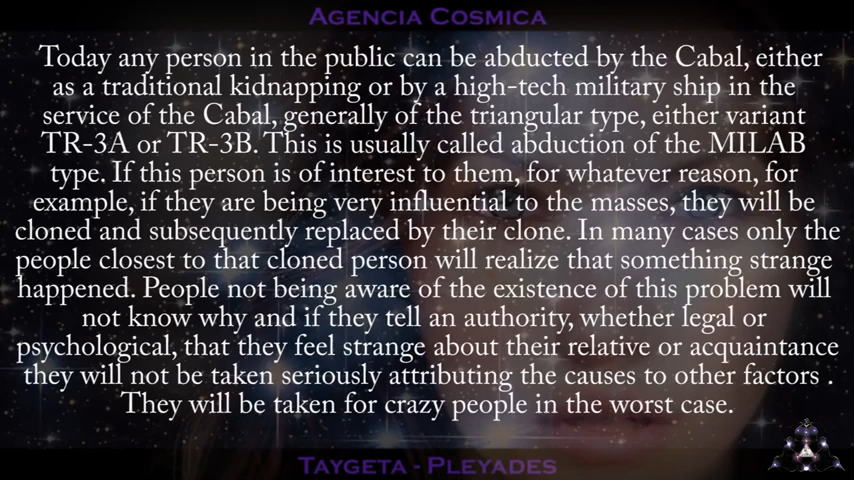 AGENCIA COSMICA
Today any person in the public can be abducted by the Cabal, either
as a traditional kidnapping or by a high-tech military ship in the
service of the Cabal, generally of the triangular type, either variant
TR-3A or TR-3B. This is usually called abduction of the MILAB
type. If this person is of interest to them, for whatever reason, for
example, if they are being very influential to the masses, they will be
cloned and subsequently replaced by their clone. In many cases only the
people closest to that cloned person will realize that something strange
happened. People not being aware of the existence of this problem will
not know why and if they tell an authority, whether legal or
psychological, that they feel strange about their relative or acquaintance
they will not be taken seriously attributing the causes to other factors .
They will be taken for crazy people in the worst case.
TAYGETA - PLEYADES